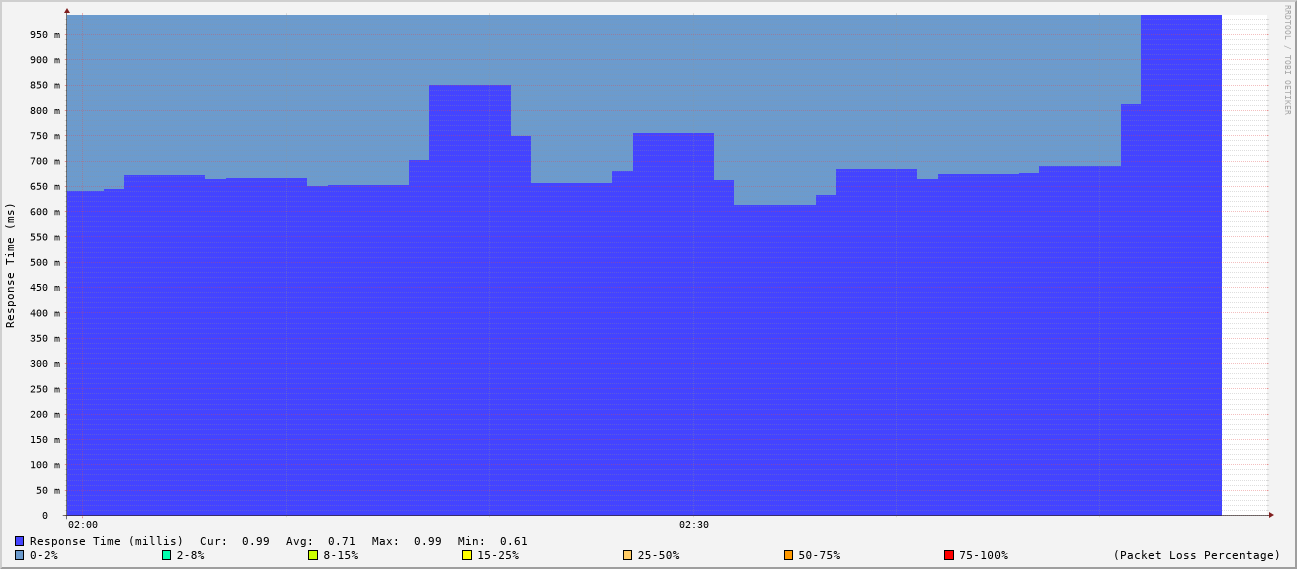 RRDTOOL / TOBI OETIKER
Response Time (ms)
950 m
900 m
850 m
800 m
750 m
700 m
650 m
600 m
550 m
500 m
450 m
400 m
350 m
300 m
250 m
200 m
150 m
100 m
50 m
0
02:00 02:30
Response Time (millis) Cur: 0.99 Avg: 0.71 Max: 0.99 Min: 0.61
0-2% 2-8% 8-15% 15-25% 25-50% 50-75% 75-100% (Packet Loss Percentage)